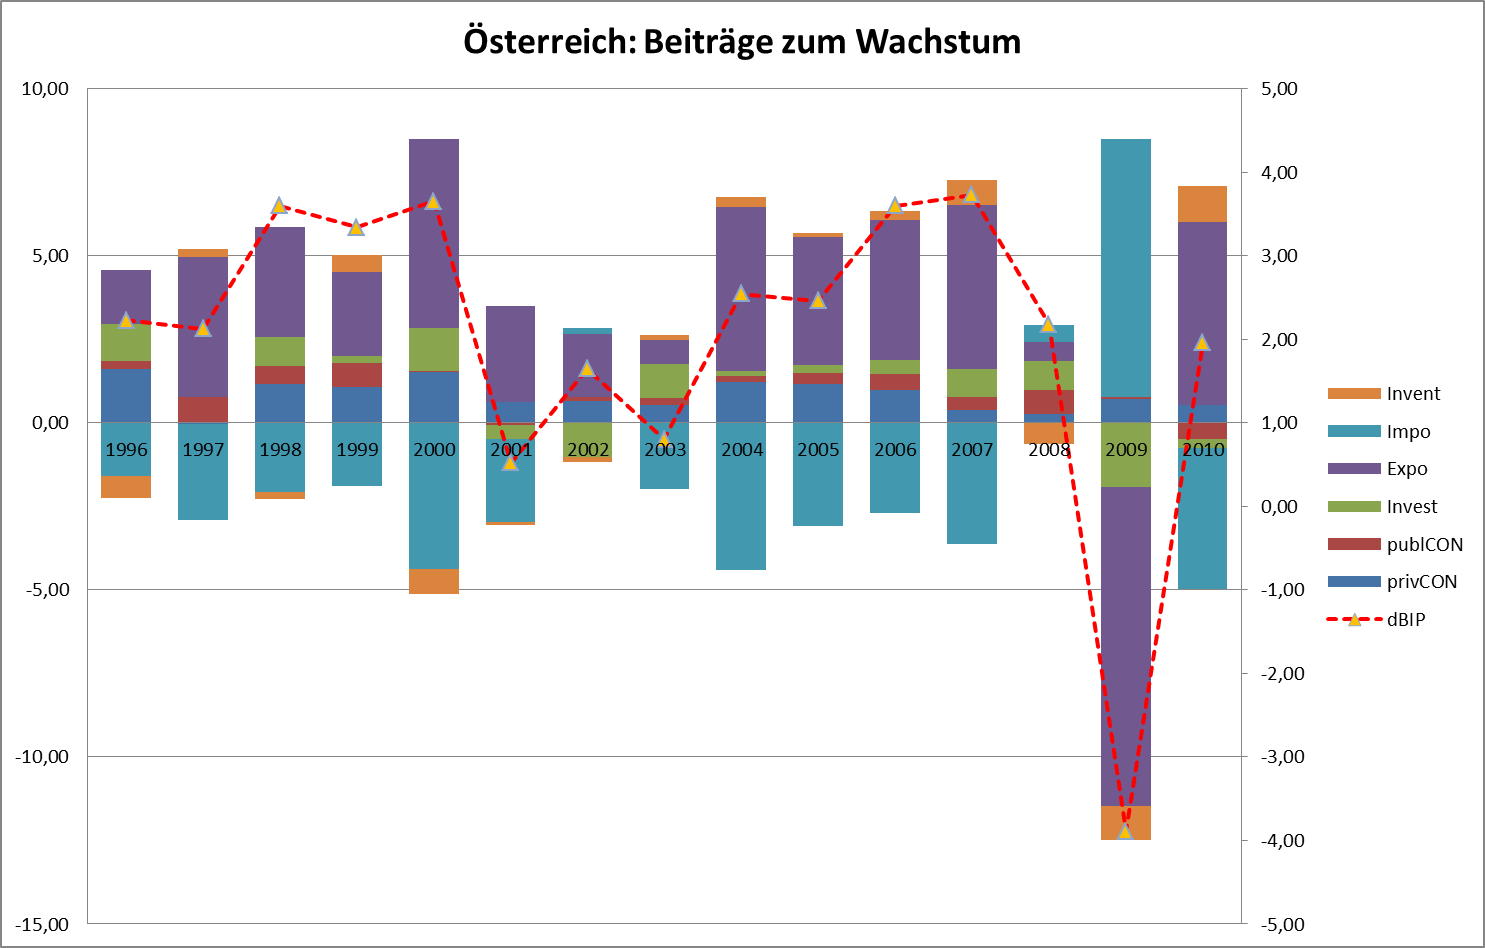 Österreich: Beiträge zum Wachstum
10,00
5,00
0,00
-5,00
-10,00
-15,00
1996 1997 1998 1999 2000 2001 2002 2003 2004 2005 2006 2007 2008 2009 2010
5,00
4,00
3,00
2,00
1,00
0,00
-1,00
-2,00
-3,00
-4,00
-5,00
Invent
Impo
Expo
Invest
publCON
privCON
dBIP